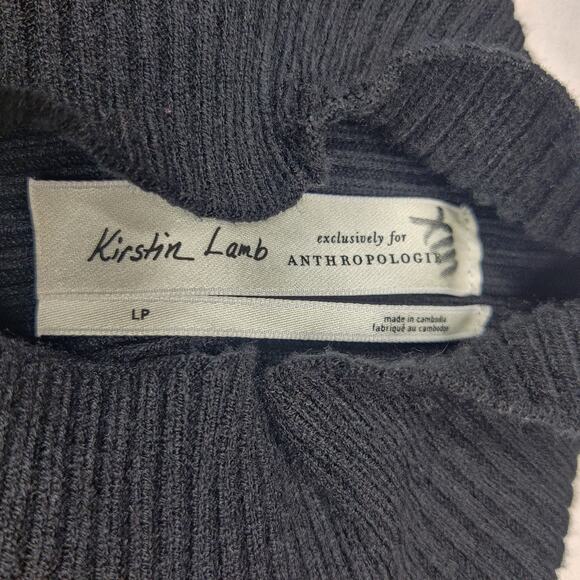 Kirstin Lamb
exclusively for
ANTHROPOLOGIE
LP
made in cambodia
fabriqué au cambodge